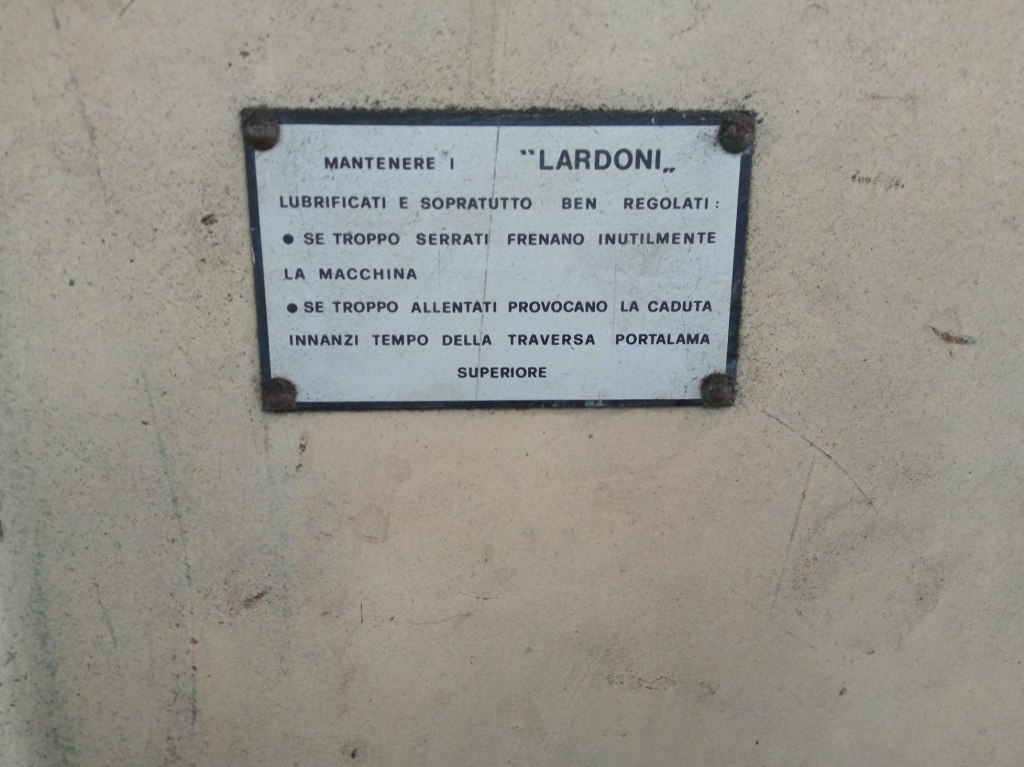 MANTENERE I "LARDONI„
LUBRIFICATI E SOPRATUTTO BEN REGOLATI:
● SE TROPPO SERRATI FRENANO INUTILMENTE
LA MACCHINA
● SE TROPPO ALLENTATI PROVOCANO LA CADUTA
INNANZI TEMPO DELLA TRAVERSA PORTALAMA
SUPERIORE